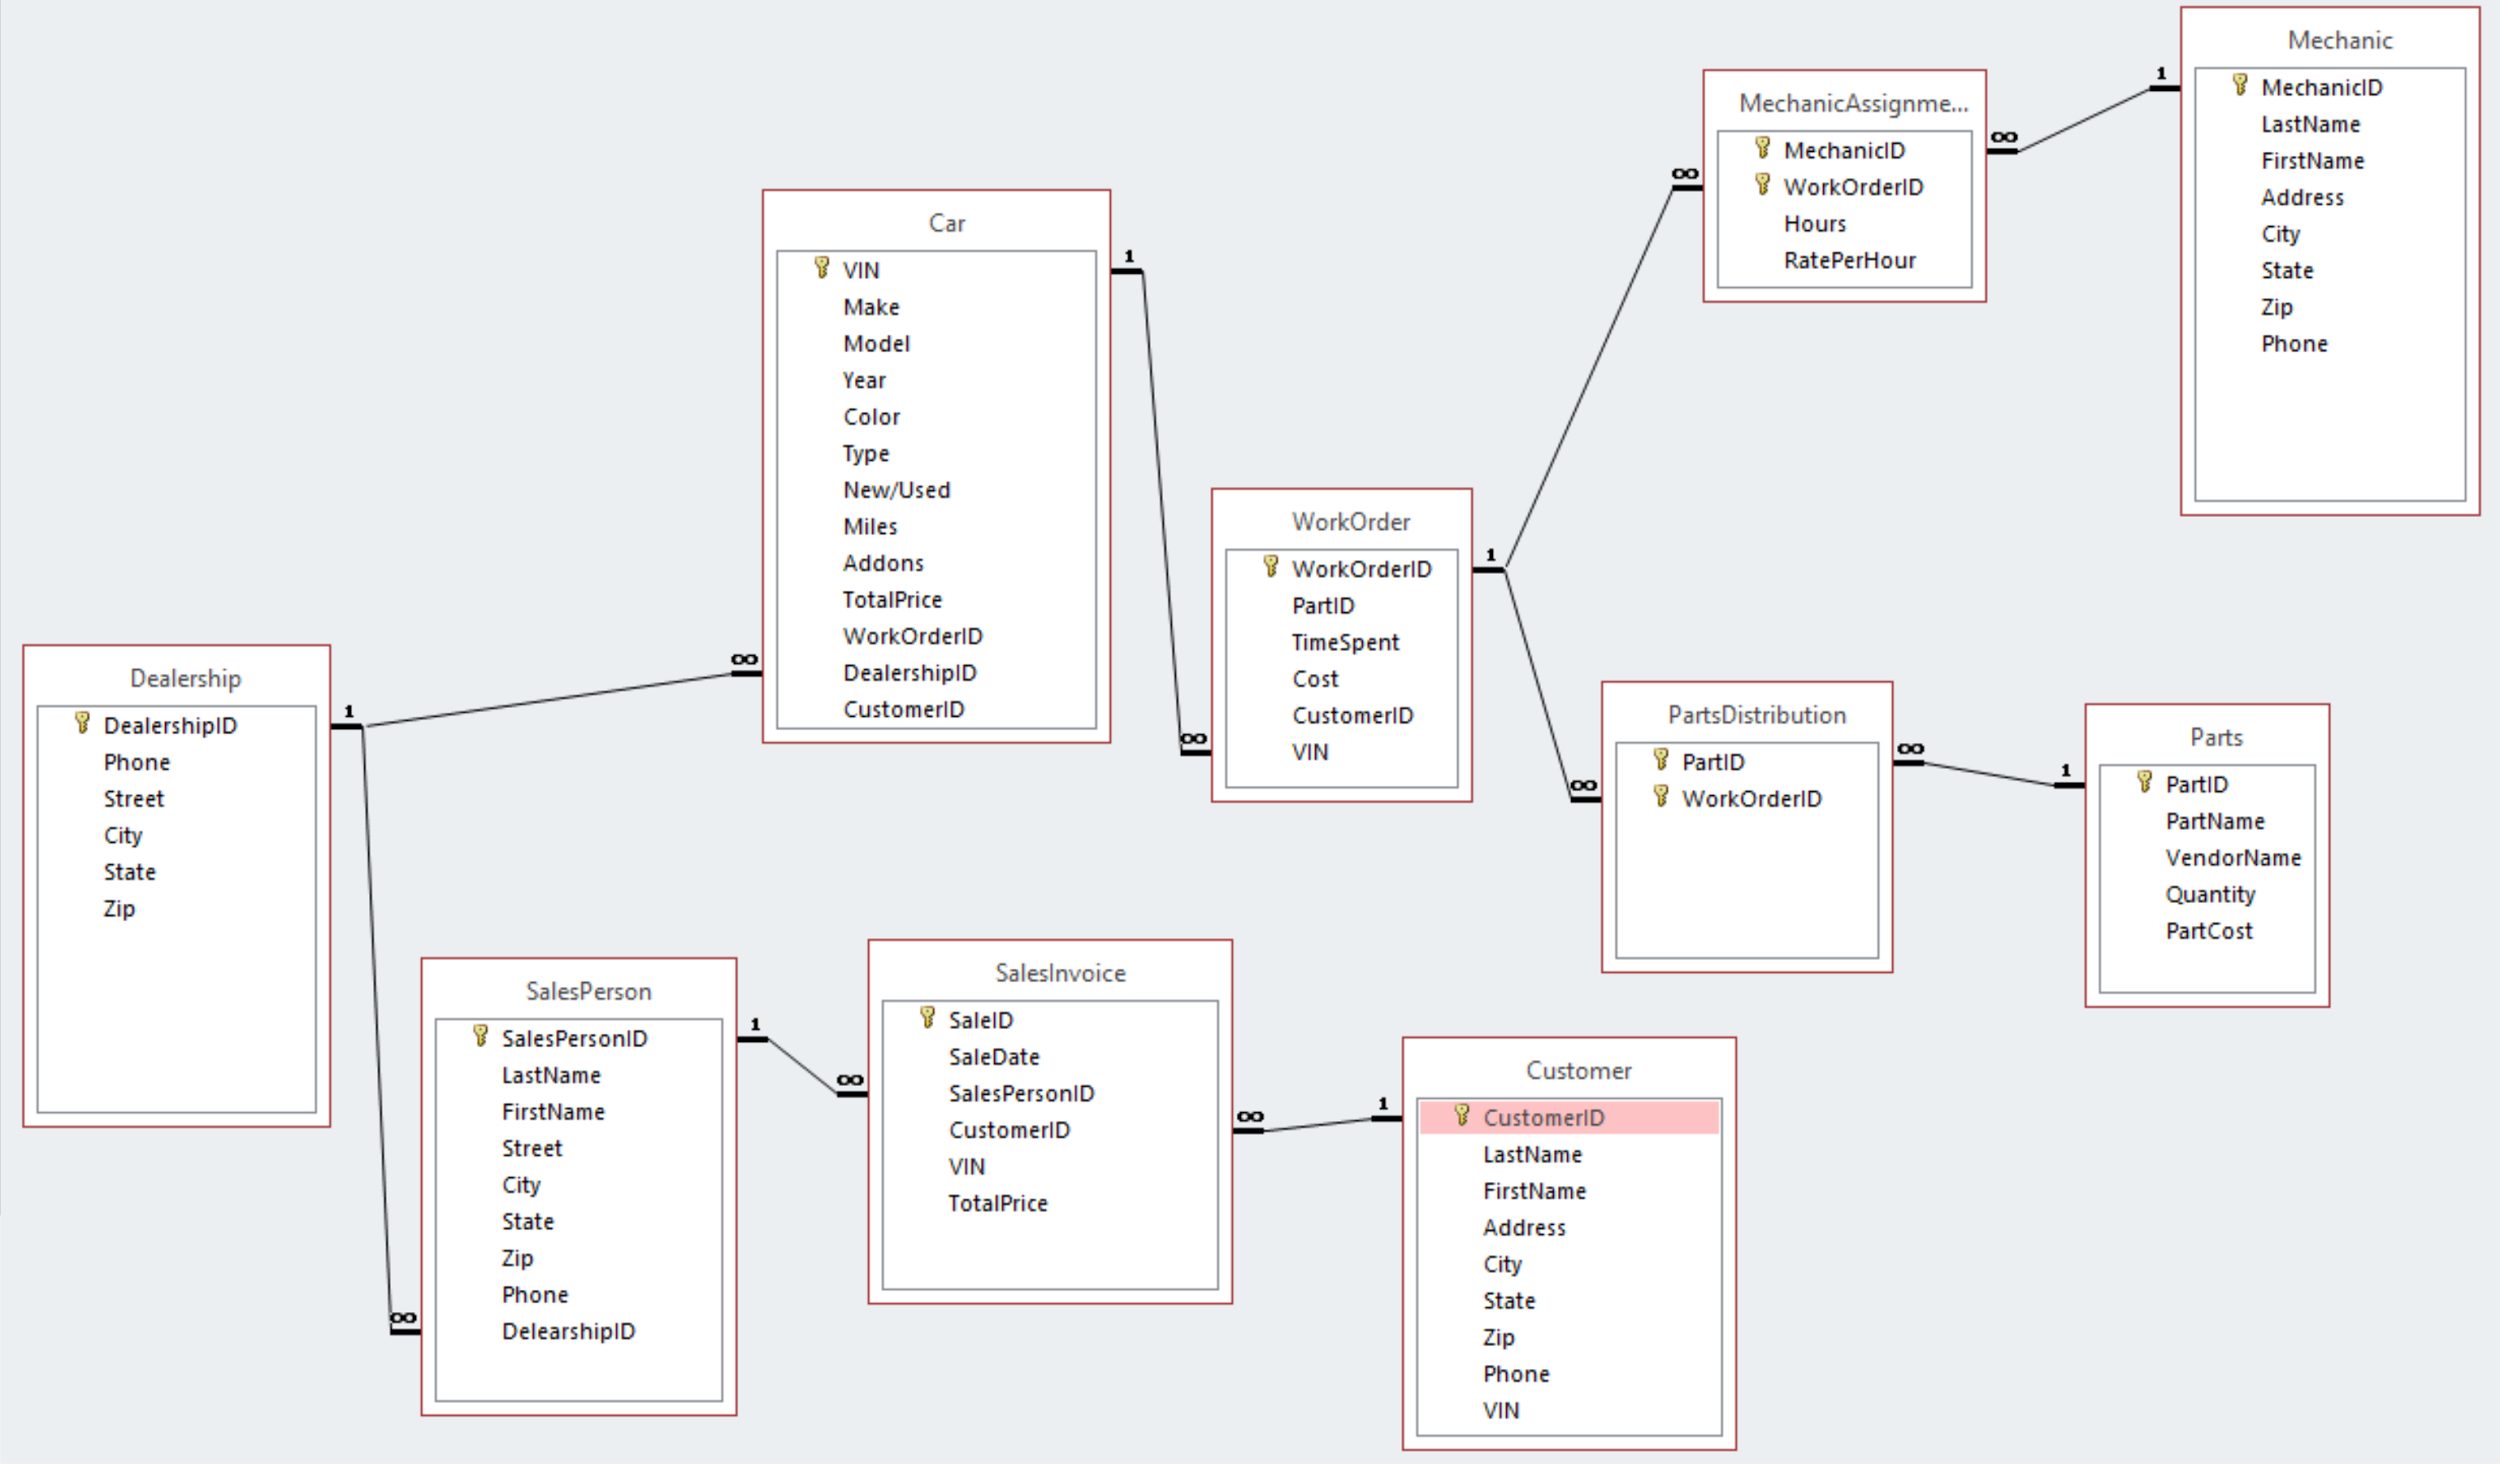 Mechanic
MechanicID
LastName
FirstName
Address
City
State
Zip
Phone
1
∞
MechanicAssignme...
MechanicID
WorkOrderID
Hours
RatePerHour
∞
Car
VIN
Make
Model
Year
Color
Type
New/Used
Miles
Addons
TotalPrice
WorkOrderID
DealershipID
CustomerID
1
∞
∞
WorkOrder
WorkOrderID
PartID
TimeSpent
Cost
CustomerID
VIN
1
∞
Dealership
DealershipID
Phone
Street
City
State
Zip
1
∞
PartsDistribution
PartID
WorkOrderID
∞
1
Parts
PartID
PartName
VendorName
Quantity
PartCost
SalesPerson
SalesPersonID
LastName
FirstName
Street
City
State
Zip
Phone
DelearshipID
1
∞
SalesInvoice
SaleID
SaleDate
SalesPersonID
CustomerID
VIN
TotalPrice
∞
1
Customer
CustomerID
LastName
FirstName
Address
City
State
Zip
Phone
VIN